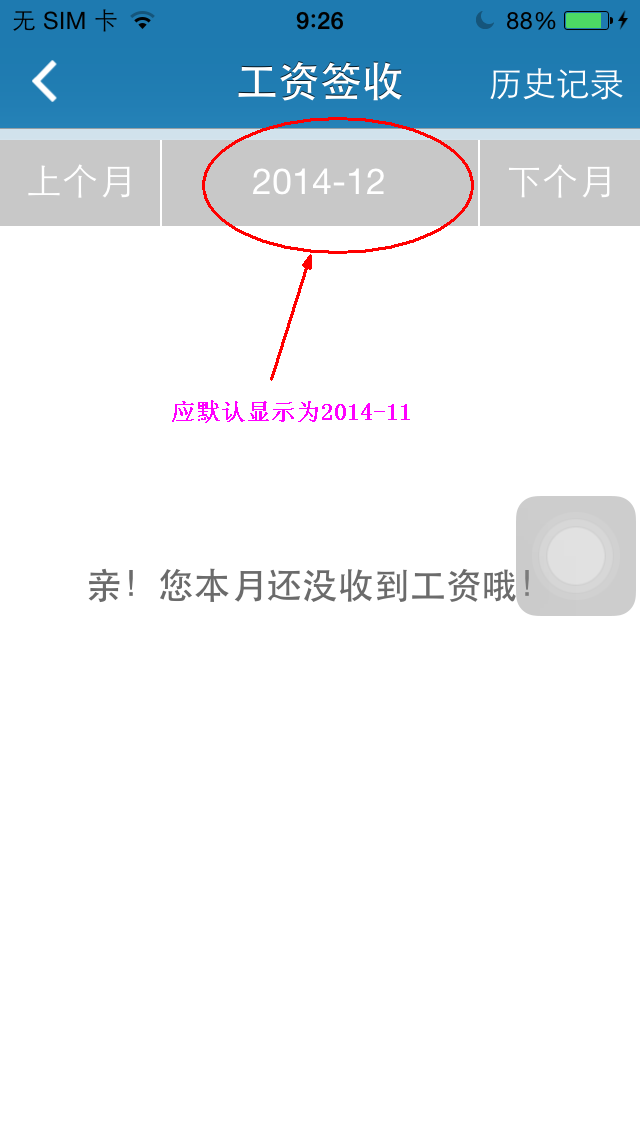 无 SIM 卡 9:26 88%
工资签收 历史记录
上个月 2014-12 下个月
应默认显示为2014-11
亲！您本月还没收到工资哦！